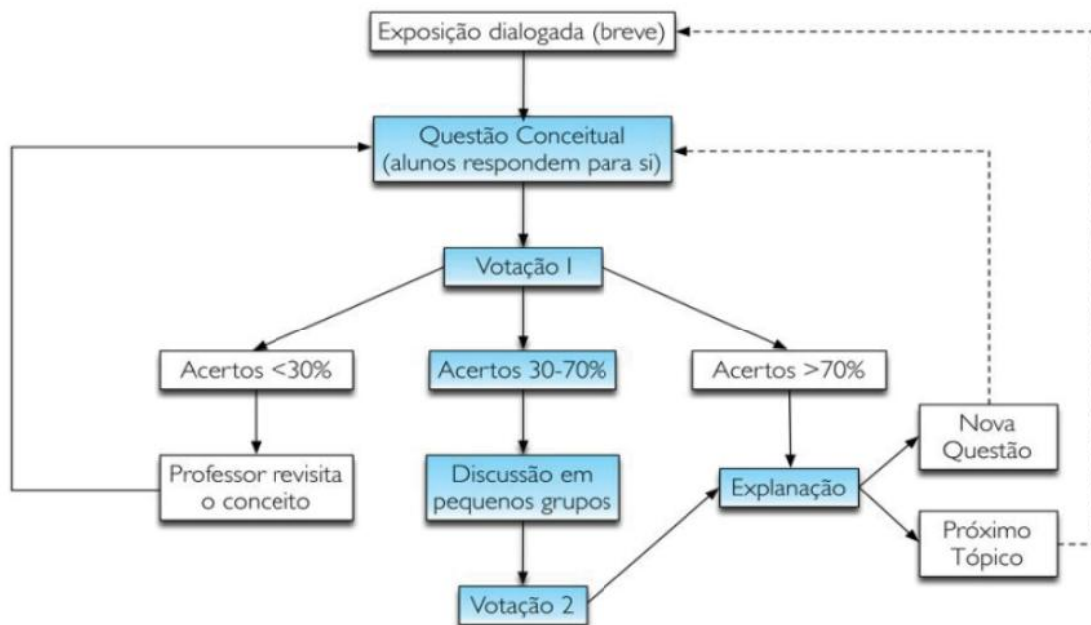 Exposição dialogada (breve)
Questão Conceitual
(alunos respondem para si)
Votação I
Acertos <30%
Acertos 30-70%
Acertos >70%
Professor revisita
o conceito
Discussão em
pequenos grupos
Explanação
Nova
Questão
Próximo
Tópico
Votação 2